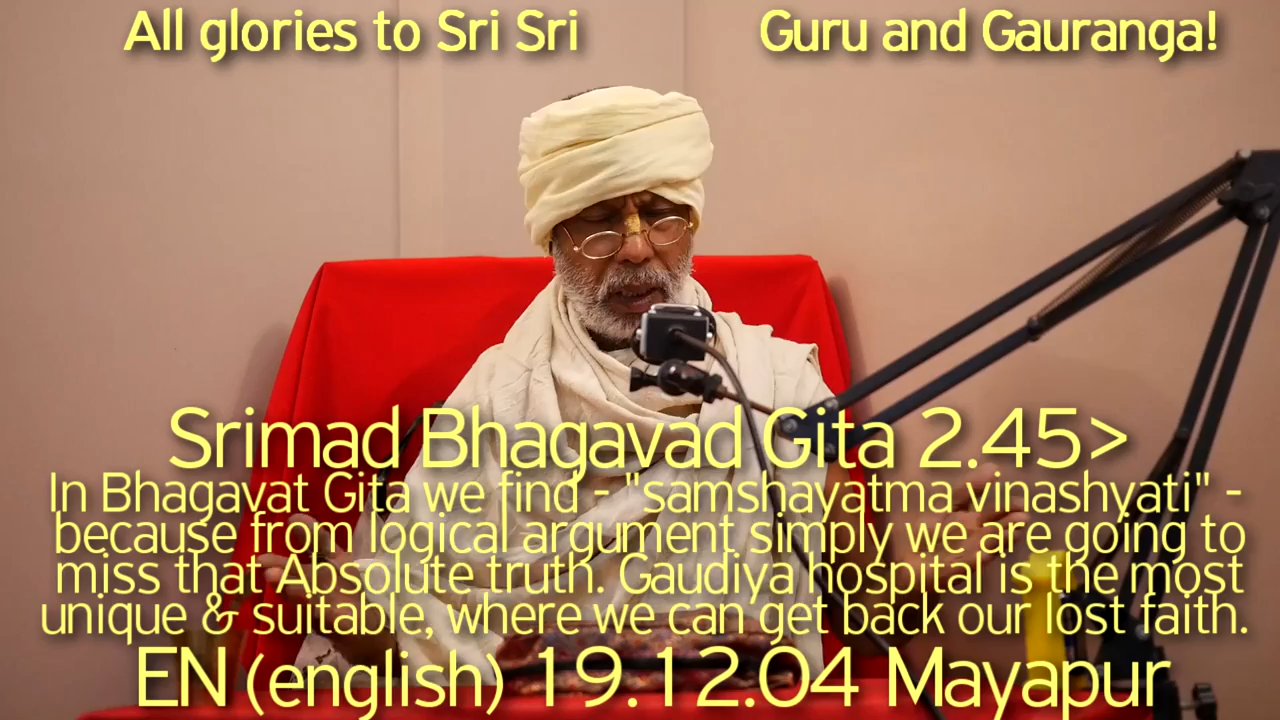 All glories to Sri Sri Guru and Gauranga!
Srimad Bhagavad Gita 2.45>
In Bhagavat Gita we find - "samshayatma vinashyati" -
because from logical argument simply we are going to
miss that Absolute truth. Gaudiya hospital is the most
unique & suitable, where we can get back our lost faith.
EN (english) 19.12.04 Mayapur